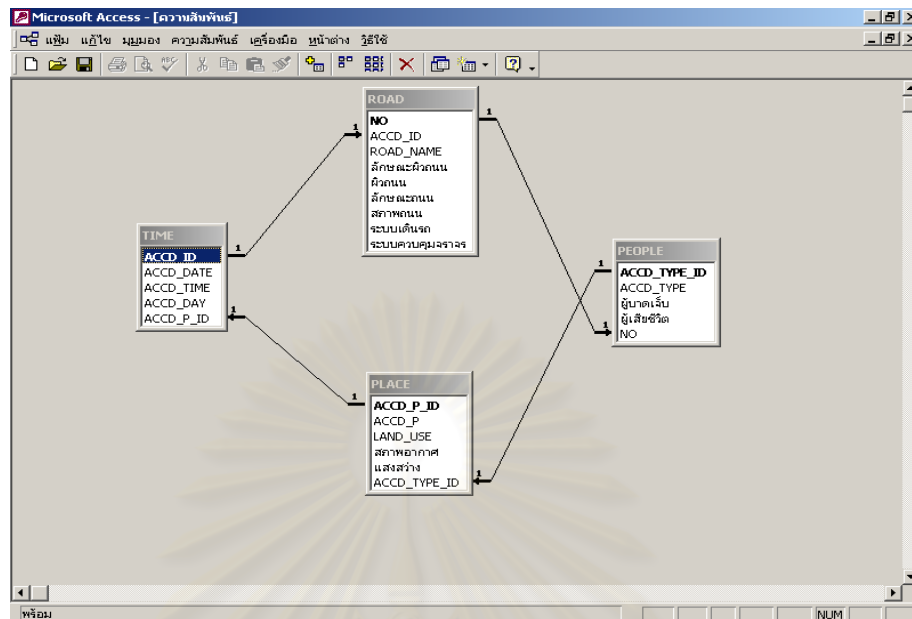 Microsoft Access - [ความสัมพันธ์]
แฟ้ม แก้ไข มุมมอง ความสัมพันธ์ เครื่องมือ หน้าต่าง วิธีใช้
ROAD
NO
ACCD_ID
ROAD_NAME
ลักษณะผิวถนน
ผิวถนน
ลักษณะถนน
สภาพถนน
ระบบเดินรถ
ระบบควบคุมจราจร
1
1
TIME
ACCD_ID
ACCD_DATE
ACCD_TIME
ACCD_DAY
ACCD_P_ID
1
1
PEOPLE
ACCD_TYPE_ID
ACCD_TYPE
ผู้บาดเจ็บ
ผู้เสียชีวิต
NO
1
1
PLACE
ACCD_P_ID
ACCD_P
LAND_USE
สภาพอากาศ
แสงสว่าง
ACCD_TYPE_ID
1
1
พร้อม
NUM